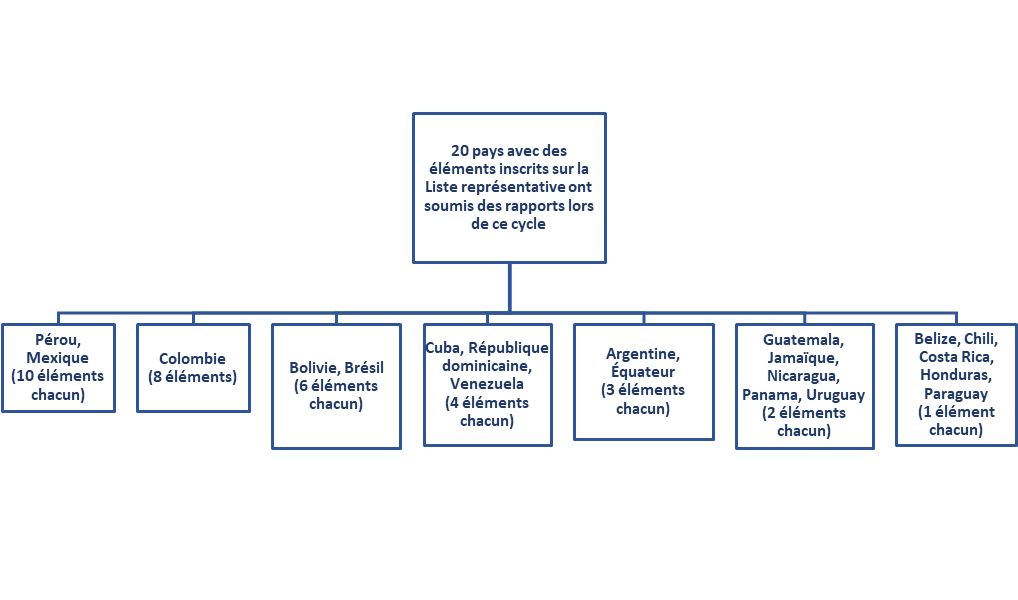 20 pays avec des
éléments inscrits sur la
Liste représentative ont
soumis des rapports lors
de ce cycle
Pérou,
Mexique
(10 éléments
chacun)
Colombie
(8 éléments)
Bolivie, Brésil
(6 éléments
chacun)
Cuba, République
dominicaine,
Venezuela
(4 éléments
chacun)
Argentine,
Équateur
(3 éléments
chacun)
Guatemala,
Jamaïque,
Nicaragua,
Panama, Uruguay
(2 éléments
chacun)
Belize, Chili,
Costa Rica,
Honduras,
Paraguay
(1 élément
chacun)